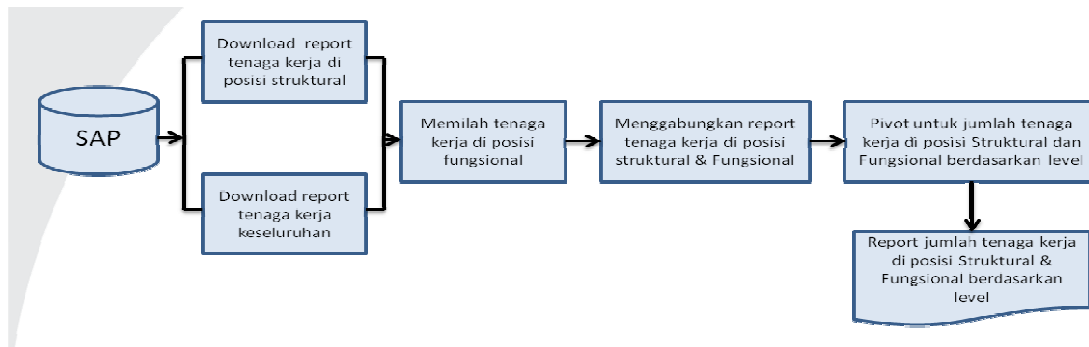 SAP
Download report
tenaga kerja di
posisi struktural
Download report
tenaga kerja
keseluruhan
Memilah tenaga
kerja di posisi
fungsional
Menggabungkan report
tenaga kerja di posisi
struktural & Fungsional
Pivot untuk jumlah tenaga
kerja di posisi Struktural dan
Fungsional berdasarkan level
Report jumlah tenaga kerja
di posisi Struktural &
Fungsional berdasarkan
level